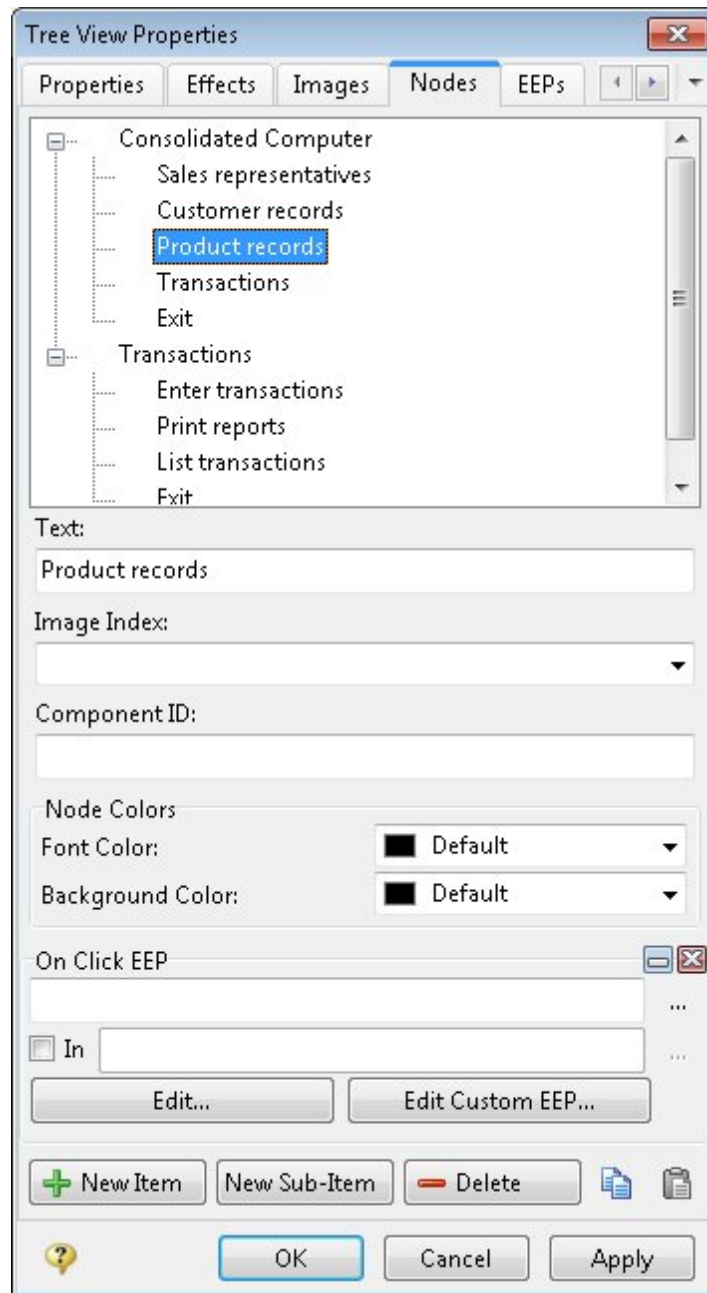 Tree View Properties
Properties Effects Images Nodes EEPs
Consolidated Computer
Sales representatives
Customer records
Product records
Transactions
Exit
Transactions
Enter transactions
Print reports
List transactions
Exit
Text:
Product records
Image Index:
Component ID:
Node Colors
Font Color: Default
Background Color: Default
On Click EEP
...
In ...
Edit... Edit Custom EEP...
New Item New Sub-Item Delete
? OK Cancel Apply